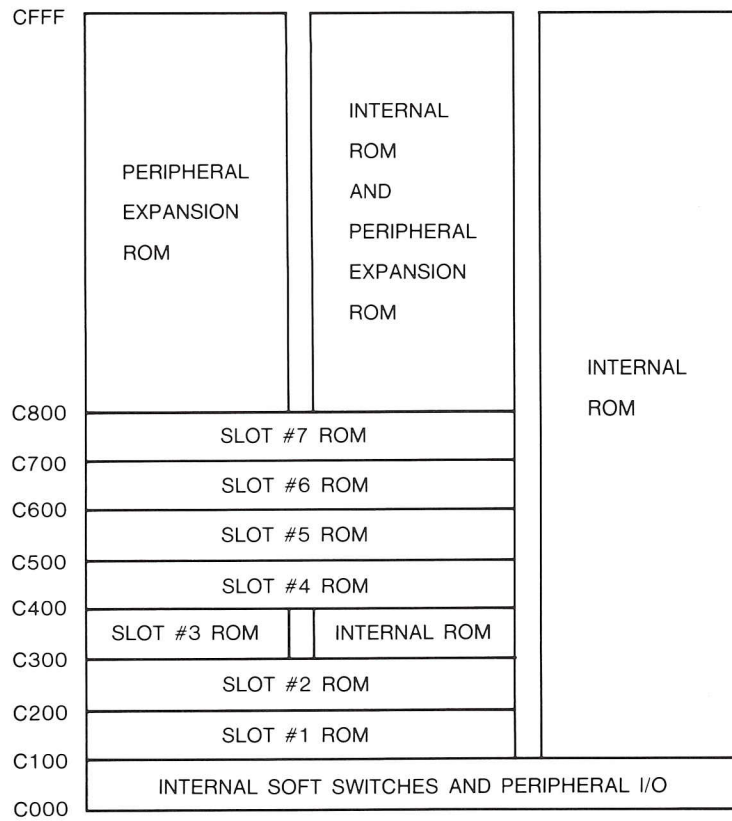 CFFF
PERIPHERAL
EXPANSION
ROM
INTERNAL
ROM
AND
PERIPHERAL
EXPANSION
ROM
INTERNAL
ROM
C800
SLOT #7 ROM
C700
SLOT #6 ROM
C600
SLOT #5 ROM
C500
SLOT #4 ROM
C400
SLOT #3 ROM
INTERNAL ROM
C300
SLOT #2 ROM
C200
SLOT #1 ROM
C100
INTERNAL SOFT SWITCHES AND PERIPHERAL I/O
C000